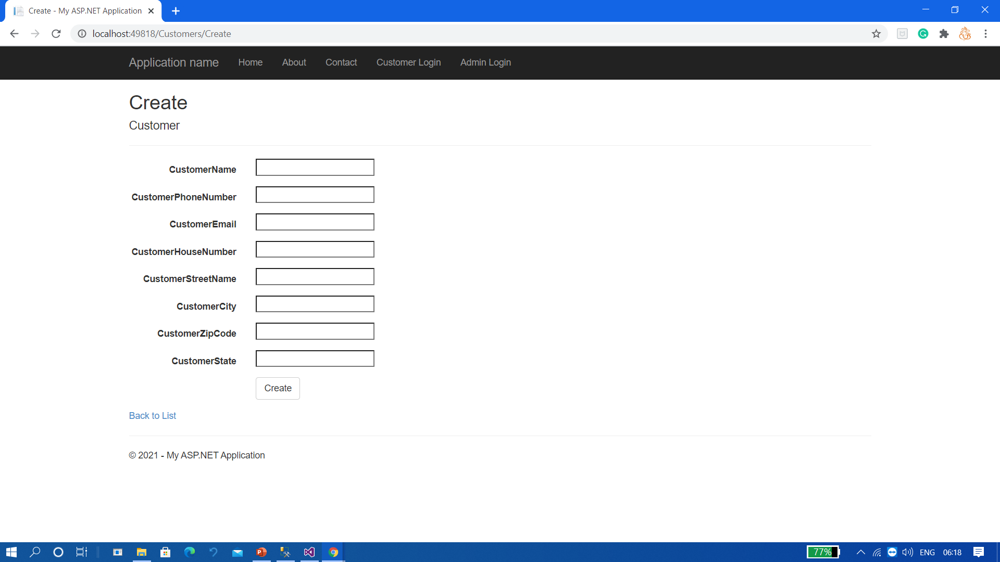 Create - My ASP.NET Application
localhost:49818/Customers/Create
Application name Home About Contact Customer Login Admin Login
Create
Customer
CustomerName
CustomerPhoneNumber
CustomerEmail
CustomerHouseNumber
CustomerStreetName
CustomerCity
CustomerZipCode
CustomerState
Create
Back to List
© 2021 - My ASP.NET Application
77% ENG 06:18